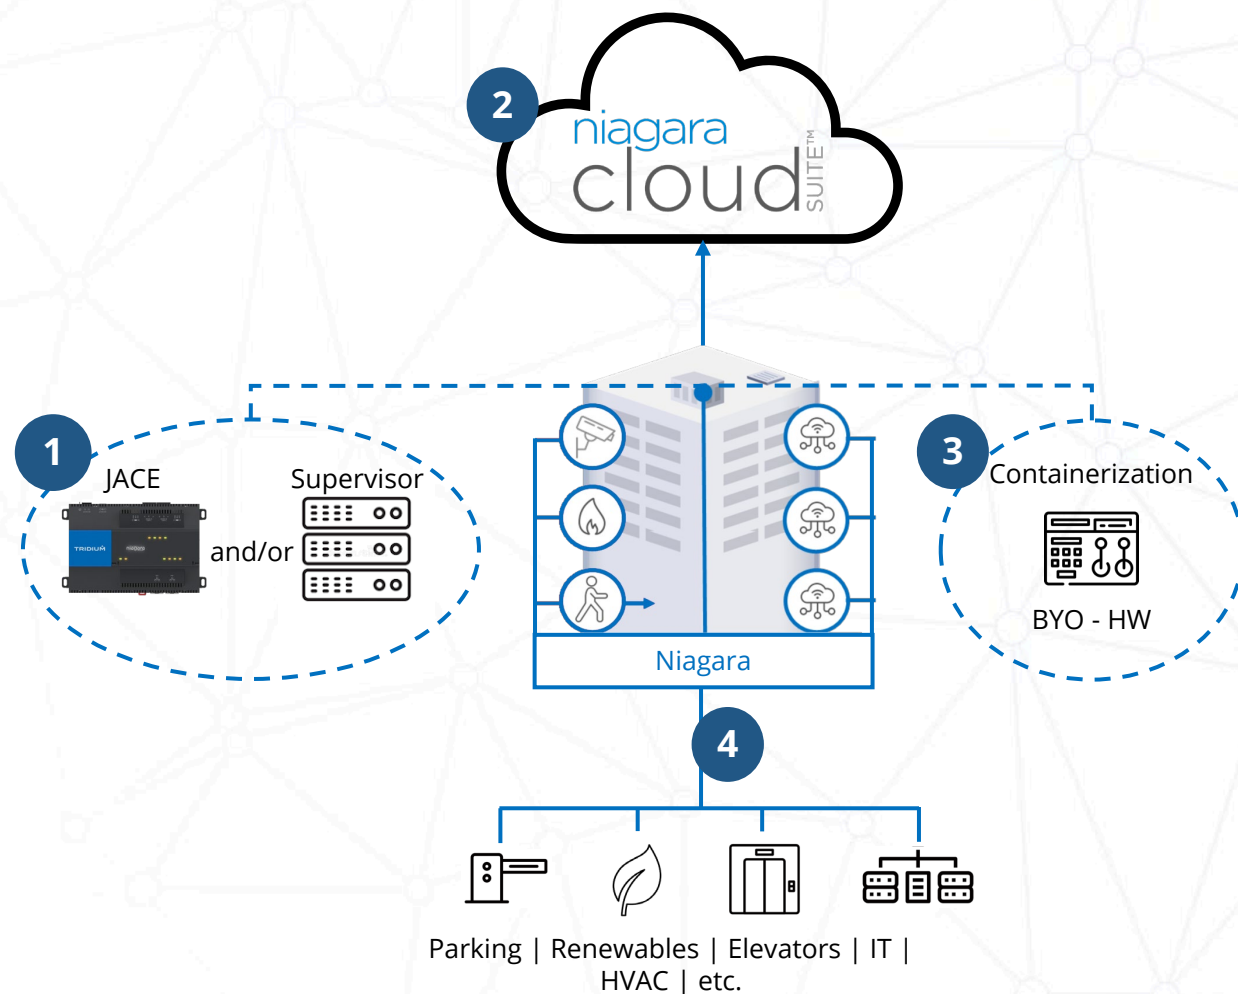 2
niagara
cloud
SUITE™
1
JACE
Supervisor
TRIDIUM
and/or
3
Containerization
BYO - HW
Niagara
4
Parking | Renewables | Elevators | IT |
HVAC | etc.